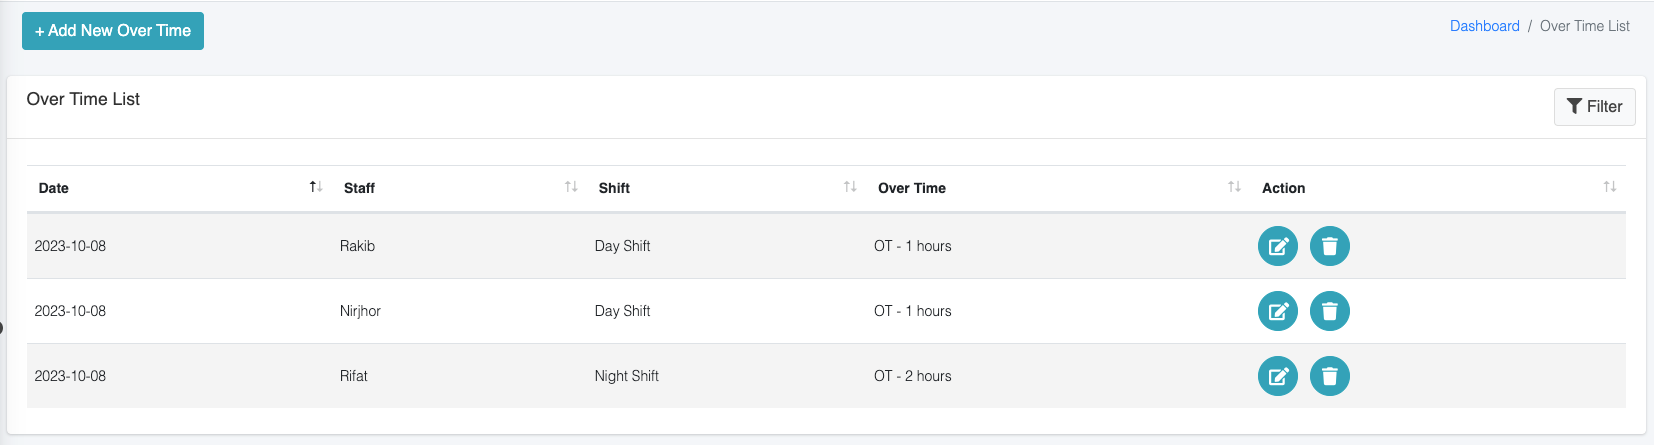 + Add New Over Time
Dashboard / Over Time List
Over Time List
Filter
Date Staff Shift Over Time Action
2023-10-08 Rakib Day Shift OT - 1 hours
2023-10-08 Nirjhor Day Shift OT - 1 hours
2023-10-08 Rifat Night Shift OT - 2 hours